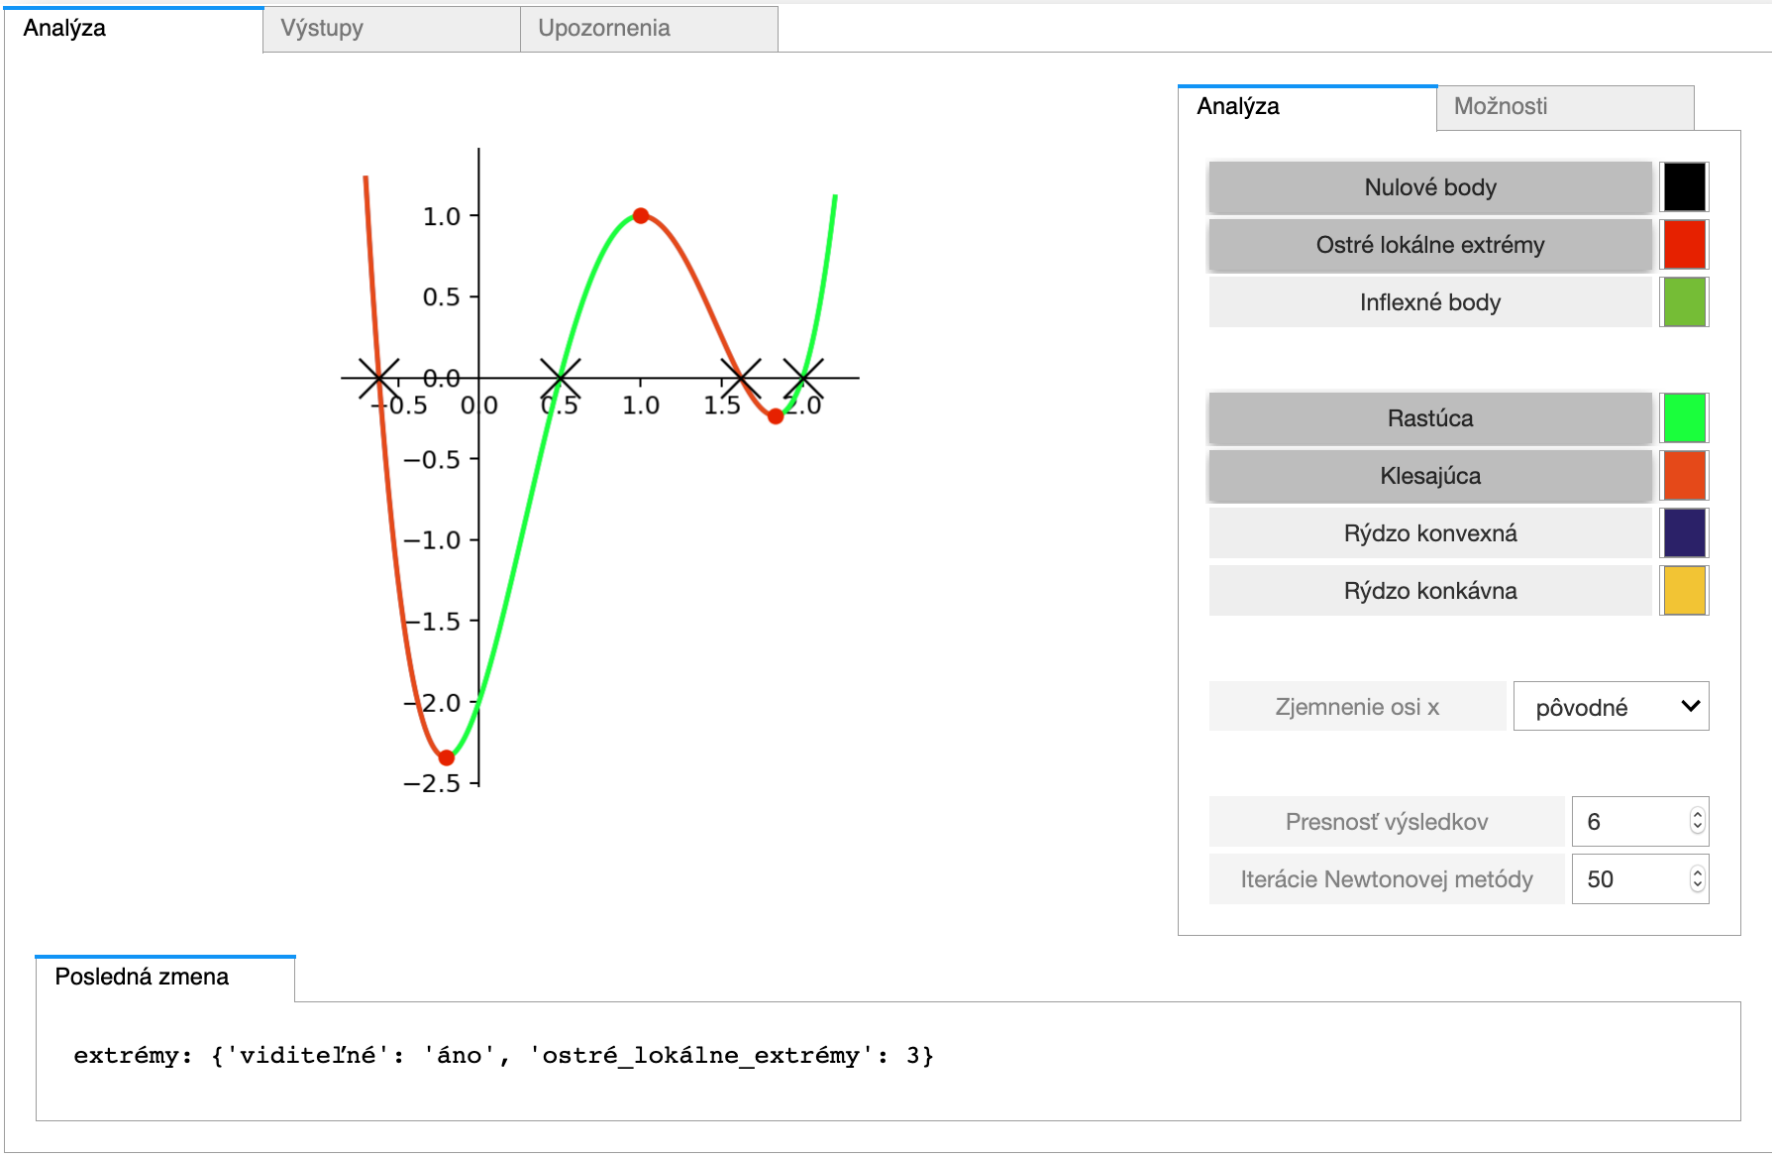 Analýza
Výstupy
Upozornenia
Analýza
Možnosti
1.0
0.5
0.0
−0.5
−1.0
−1.5
−2.0
−2.5
−0.5
0.0
0.5
1.0
1.5
2.0
Nulové body
Ostré lokálne extrémy
Inflexné body
Rastúca
Klesajúca
Rýdzo konvexná
Rýdzo konkávna
Zjemnenie osi x
pôvodné
Presnosť výsledkov
6
Iterácie Newtonovej metódy
50
Posledná zmena
extrémy: {'viditeľné': 'áno', 'ostré_lokálne_extrémy': 3}